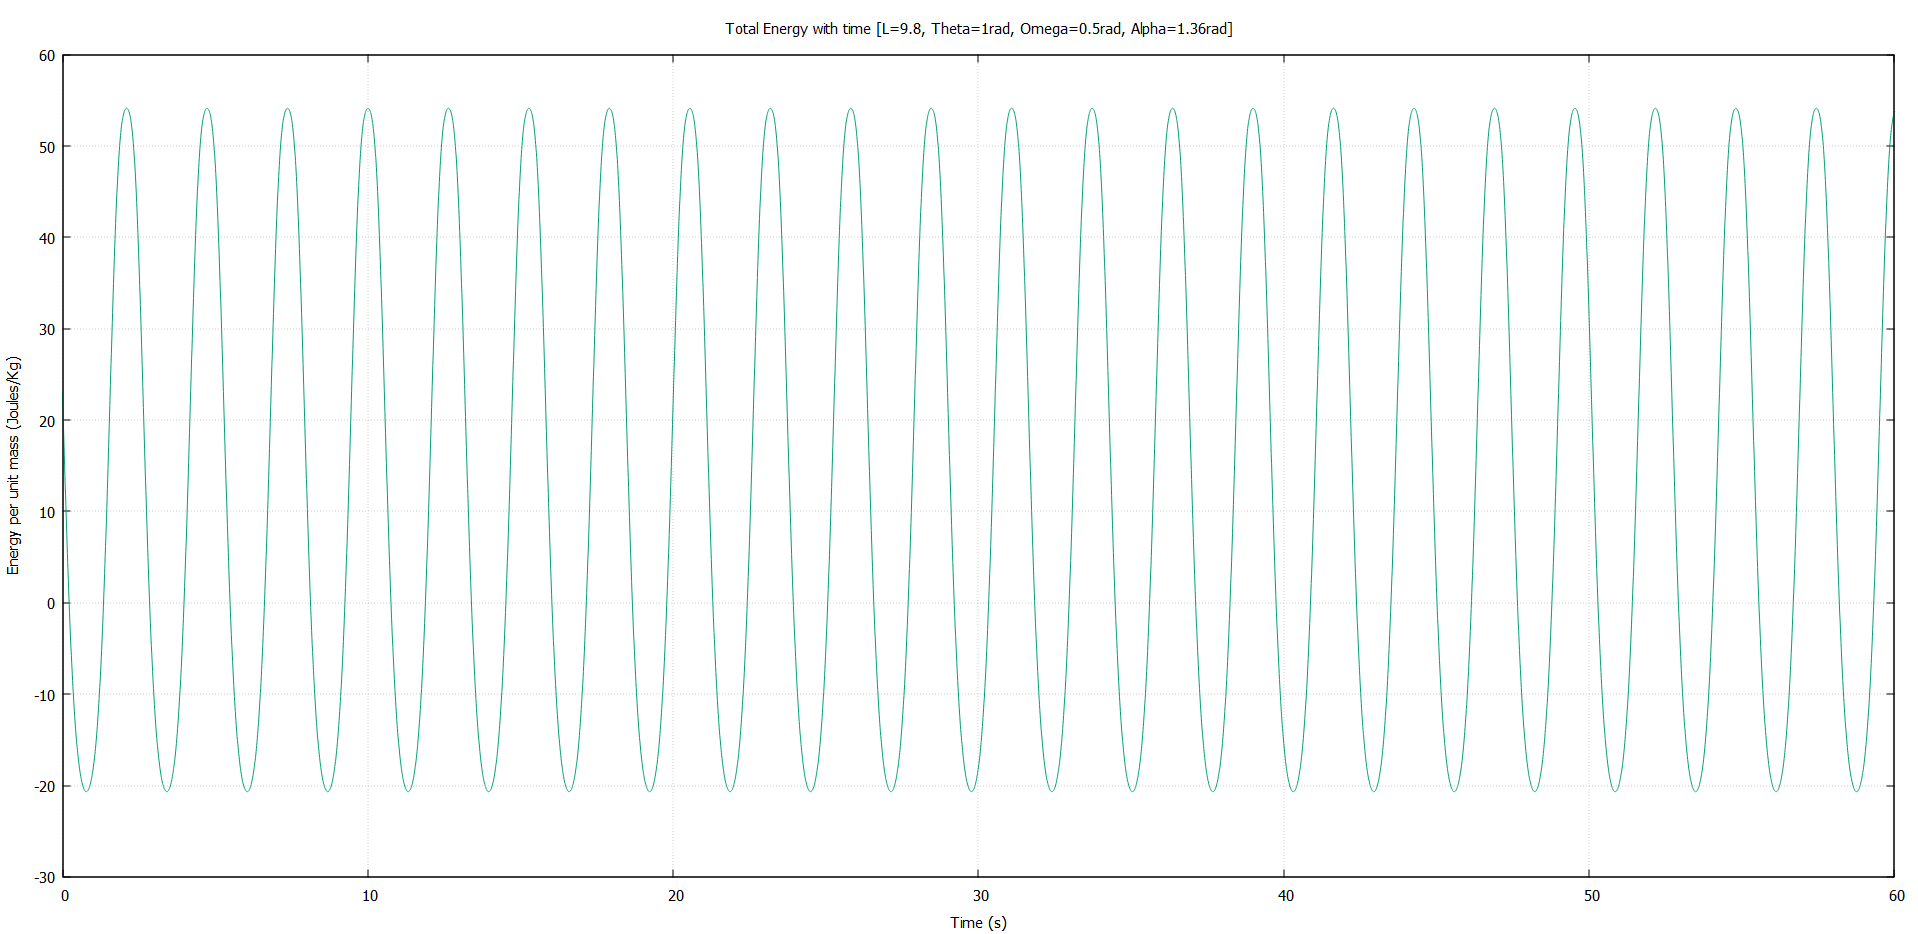 Total Energy with time [L=9.8, Theta=1rad, Omega=0.5rad, Alpha=1.36rad]
60
50
40
30
20
10
0
-10
-20
-30
Energy per unit mass (Joules/Kg)
0 10 20 30 40 50 60
Time (s)